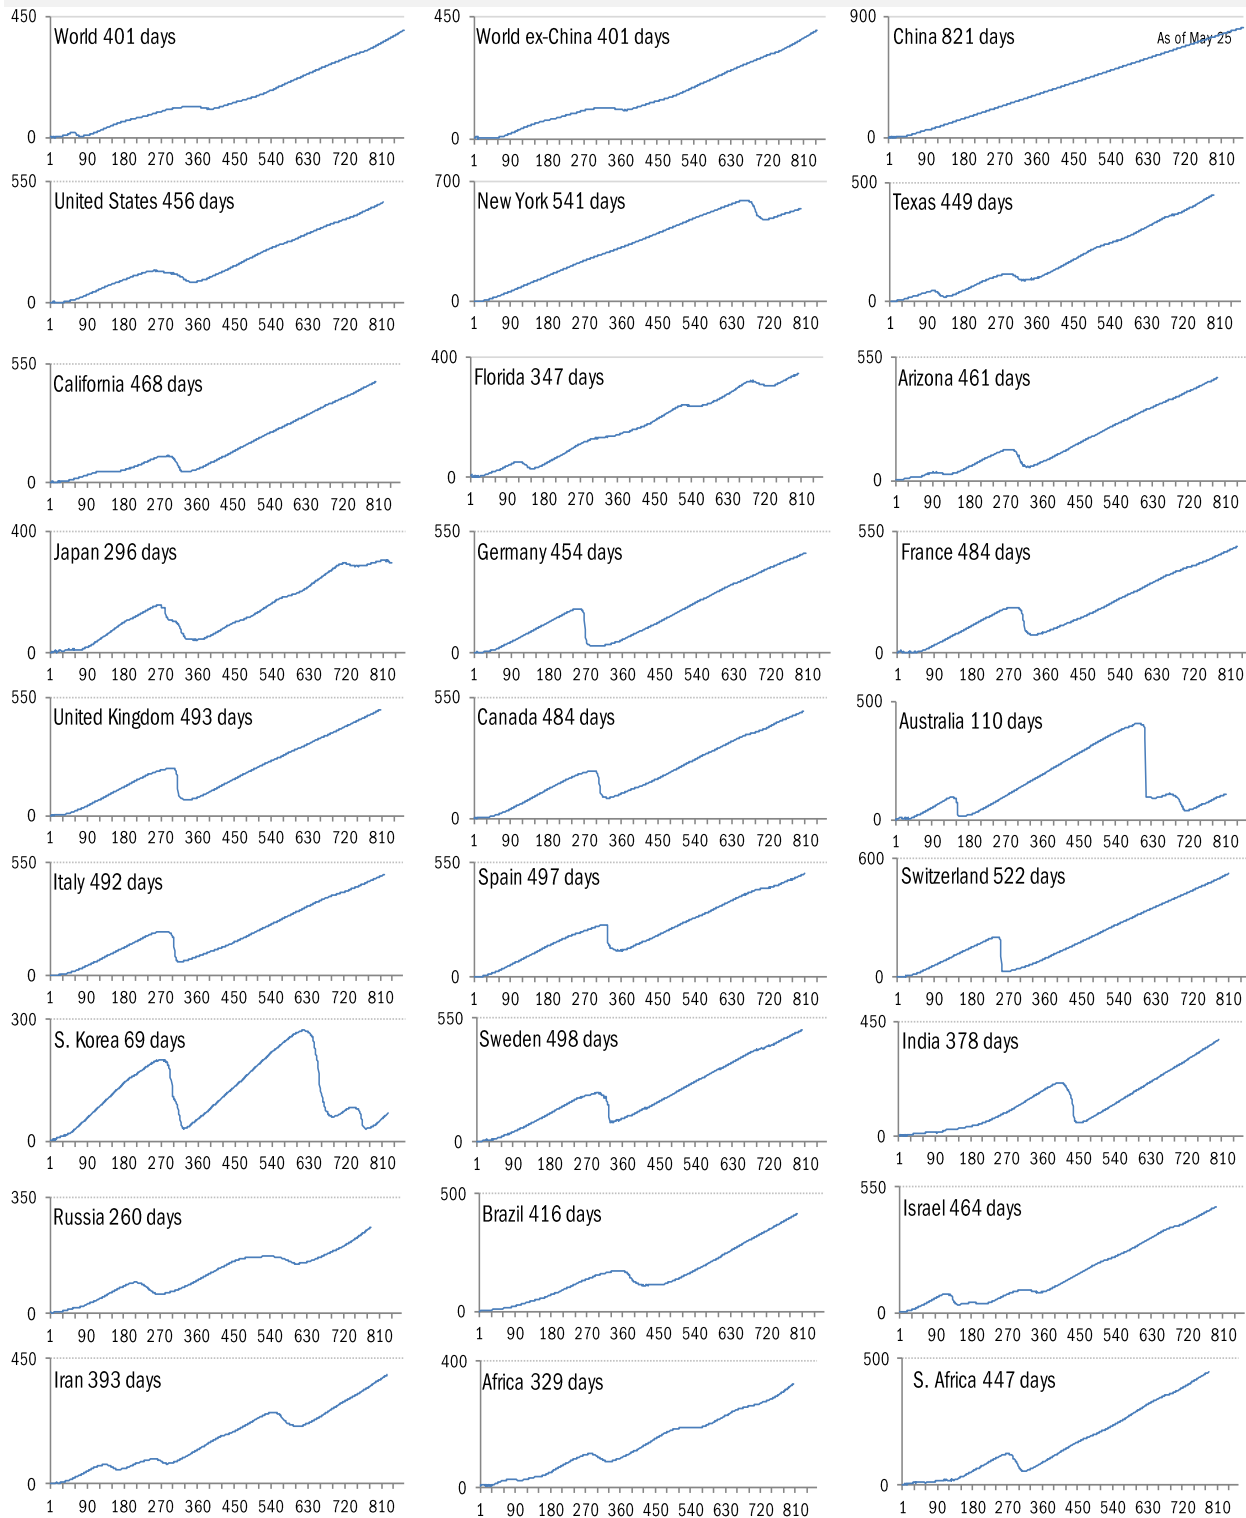 450
World 401 days
0
1 90 180 270 360 450 540 630 720 810
450
World ex-China 401 days
0
1 90 180 270 360 450 540 630 720 810
900
China 821 days
As of May 25
0
1 90 180 270 360 450 540 630 720 810
550
United States 456 days
0
1 90 180 270 360 450 540 630 720 810
700
New York 541 days
0
1 90 180 270 360 450 540 630 720 810
500
Texas 449 days
0
1 90 180 270 360 450 540 630 720 810
550
California 468 days
0
1 90 180 270 360 450 540 630 720 810
400
Florida 347 days
0
1 90 180 270 360 450 540 630 720 810
550
Arizona 461 days
0
1 90 180 270 360 450 540 630 720 810
400
Japan 296 days
0
1 90 180 270 360 450 540 630 720 810
550
Germany 454 days
0
1 90 180 270 360 450 540 630 720 810
550
France 484 days
0
1 90 180 270 360 450 540 630 720 810
550
United Kingdom 493 days
0
1 90 180 270 360 450 540 630 720 810
550
Canada 484 days
0
1 90 180 270 360 450 540 630 720 810
500
Australia 110 days
0
1 90 180 270 360 450 540 630 720 810
550
Italy 492 days
0
1 90 180 270 360 450 540 630 720 810
550
Spain 497 days
0
1 90 180 270 360 450 540 630 720 810
600
Switzerland 522 days
0
1 90 180 270 360 450 540 630 720 810
300
S. Korea 69 days
0
1 90 180 270 360 450 540 630 720 810
550
Sweden 498 days
0
1 90 180 270 360 450 540 630 720 810
450
India 378 days
0
1 90 180 270 360 450 540 630 720 810
350
Russia 260 days
0
1 90 180 270 360 450 540 630 720 810
500
Brazil 416 days
0
1 90 180 270 360 450 540 630 720 810
550
Israel 464 days
0
1 90 180 270 360 450 540 630 720 810
450
Iran 393 days
0
1 90 180 270 360 450 540 630 720 810
400
Africa 329 days
0
1 90 180 270 360 450 540 630 720 810
500
S. Africa 447 days
0
1 90 180 270 360 450 540 630 720 810